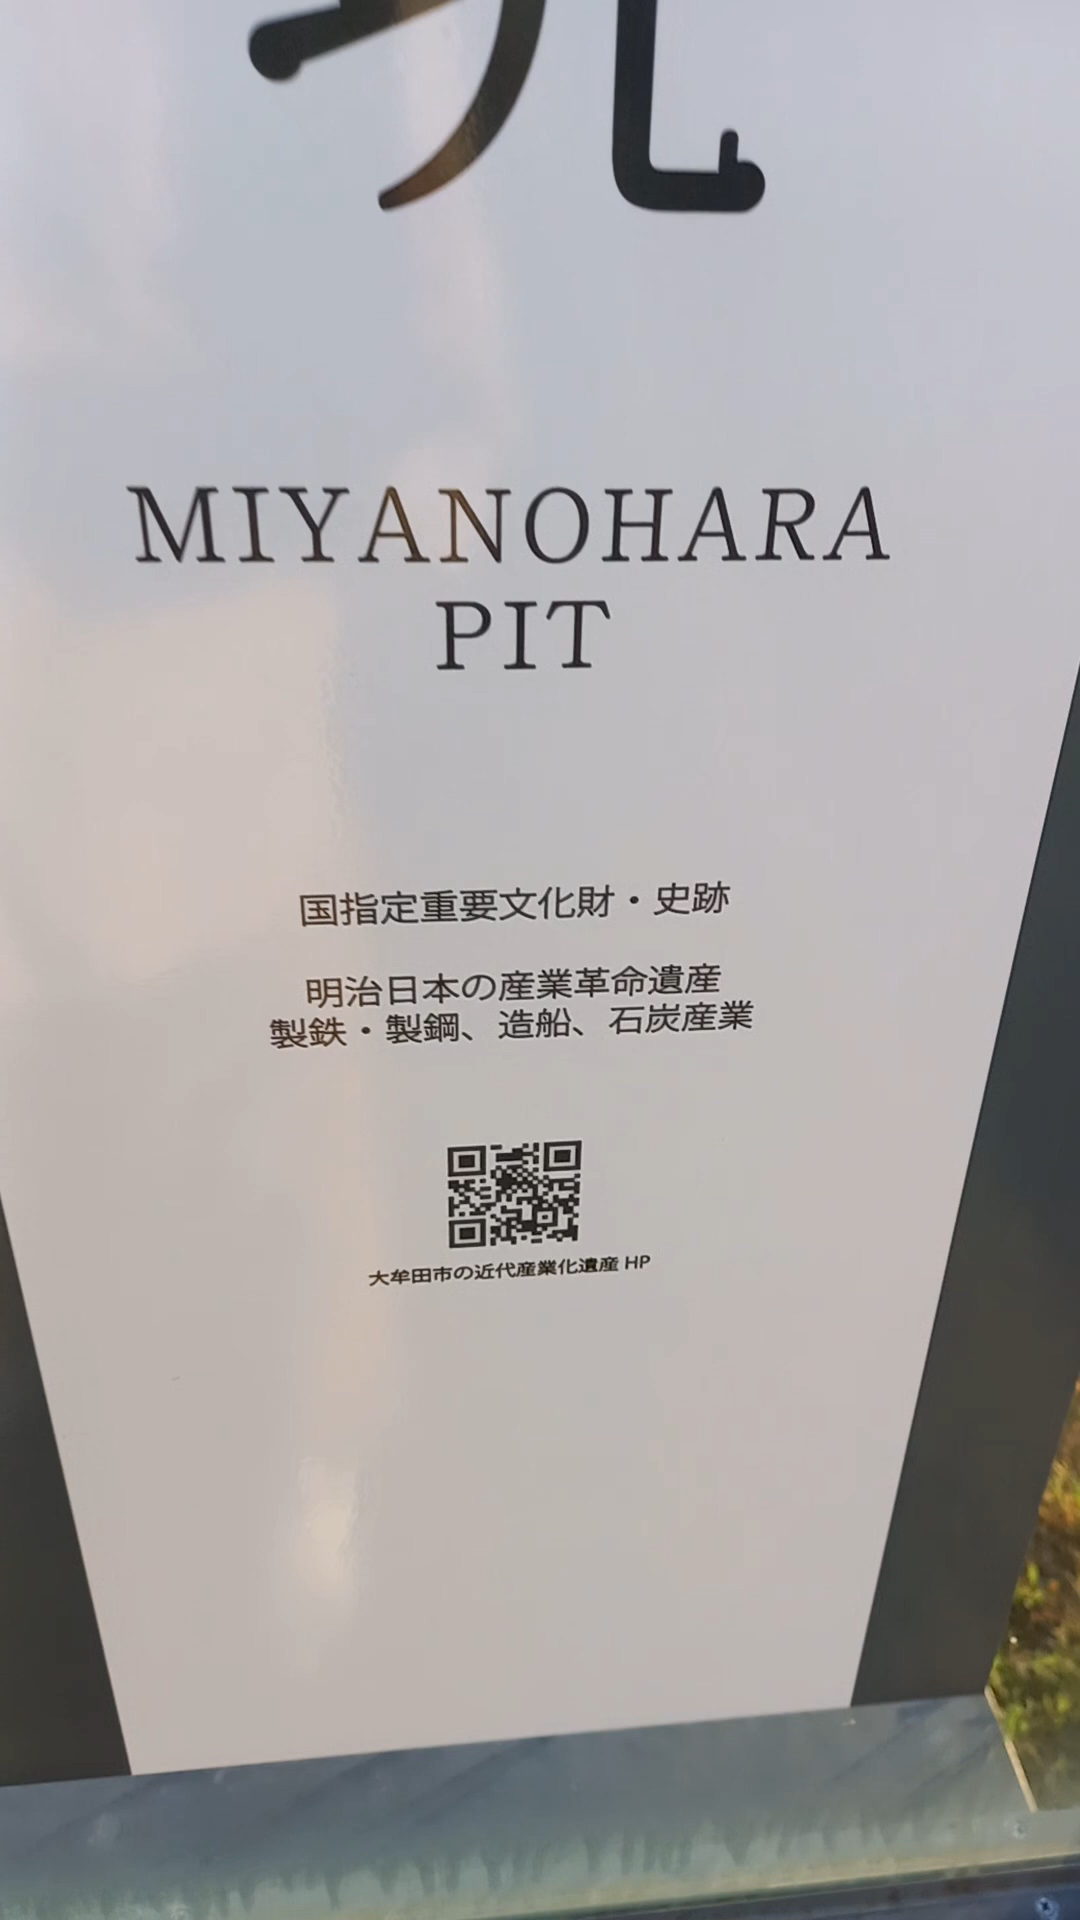 坑
MIYANOHARA
PIT
国指定重要文化財・史跡
明治日本の産業革命遺産
製鉄・製鋼、造船、石炭産業
大牟田市の近代産業化遺産 HP